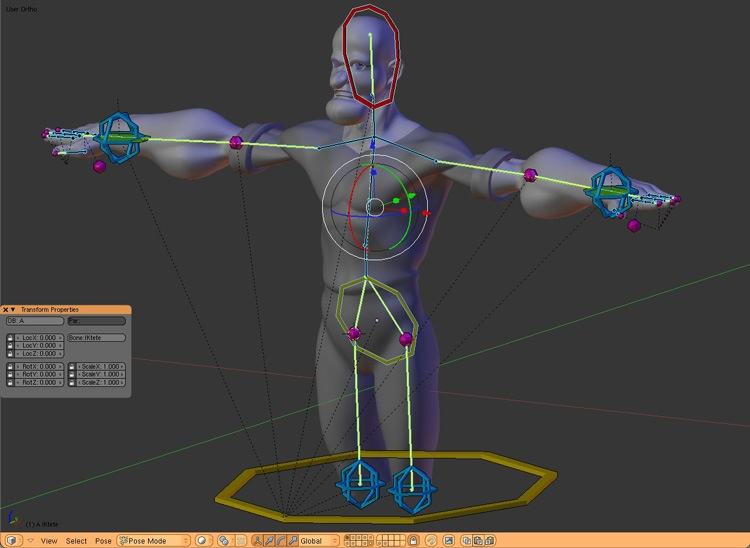 User Ortho
Transform Properties
OB: A
Par:
LocX: 0.000
Bone:IKtete
LocY: 0.000
LocZ: 0.000
RotX: 0.000
ScaleX: 1.000
RotY: 0.000
ScaleY: 1.000
RotZ: 0.000
ScaleZ: 1.000
(1) A IKtete
View Select Pose Pose Mode Global